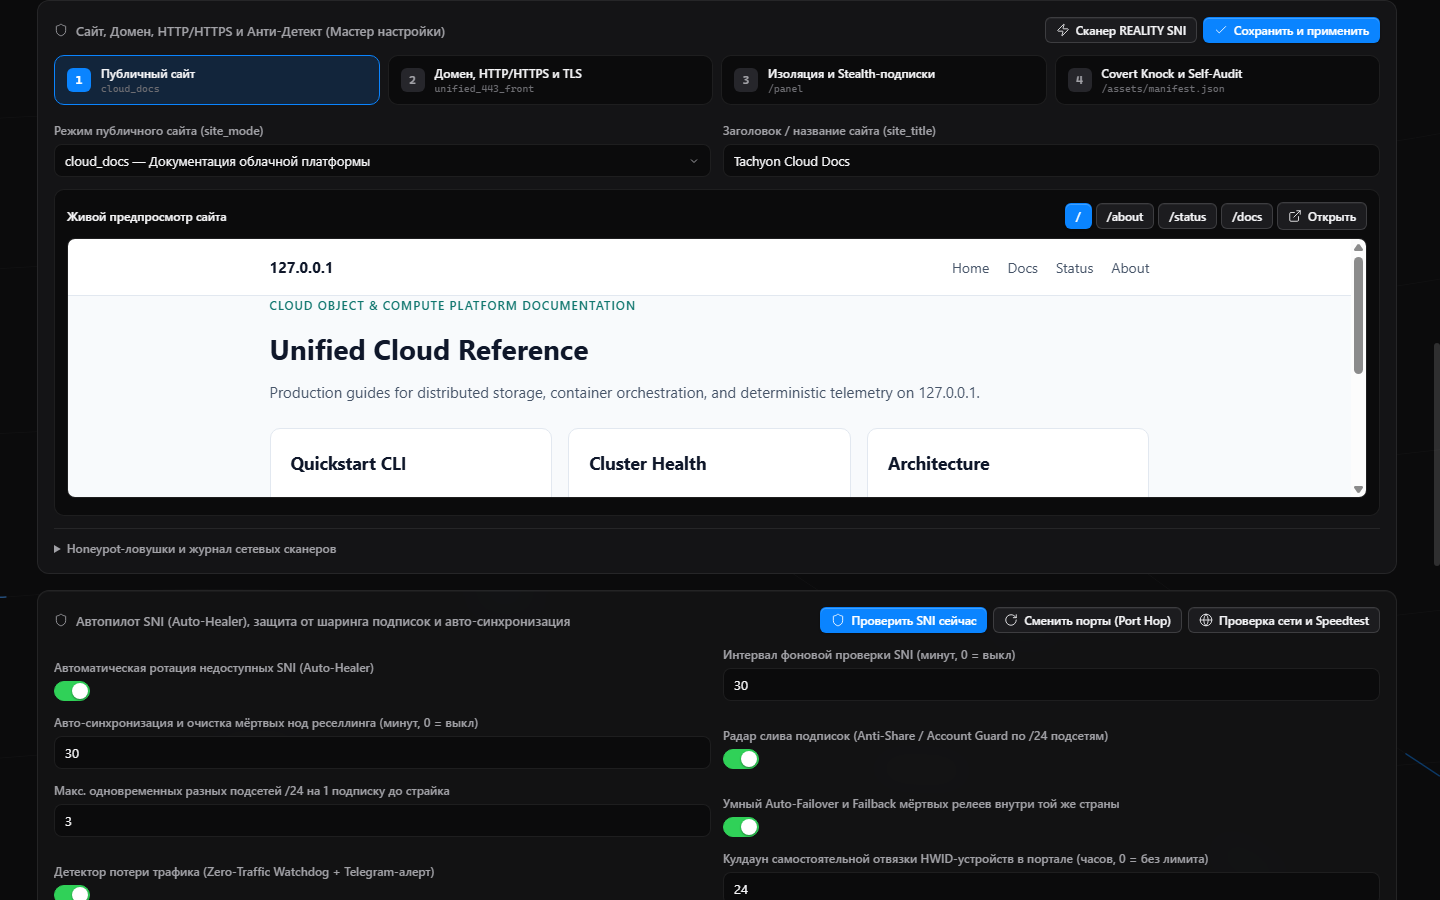 Сайт, Домен, HTTP/HTTPS и Анти-Детект (Мастер настройки)
Сканер REALITY SNI
Сохранить и применить
1
Публичный сайт
cloud_docs
2
Домен, HTTP/HTTPS и TLS
unified_443_front
3
Изоляция и Stealth-подписки
/panel
4
Covert Knock и Self-Audit
/assets/manifest.json
Режим публичного сайта (site_mode)
Заголовок / название сайта (site_title)
cloud_docs — Документация облачной платформы
Tachyon Cloud Docs
Живой предпросмотр сайта
/
/about
/status
/docs
Открыть
127.0.0.1
Home
Docs
Status
About
CLOUD OBJECT & COMPUTE PLATFORM DOCUMENTATION
Unified Cloud Reference
Production guides for distributed storage, container orchestration, and deterministic telemetry on 127.0.0.1.
Quickstart CLI
Cluster Health
Architecture
Honeypot-ловушки и журнал сетевых сканеров
Автопилот SNI (Auto-Healer), защита от шаринга подписок и авто-синхронизация
Проверить SNI сейчас
Сменить порты (Port Hop)
Проверка сети и Speedtest
Автоматическая ротация недоступных SNI (Auto-Healer)
Интервал фоновой проверки SNI (минут, 0 = выкл)
30
Авто-синхронизация и очистка мёртвых нод реселлинга (минут, 0 = выкл)
30
Радар слива подписок (Anti-Share / Account Guard по /24 подсетям)
Макс. одновременных разных подсетей /24 на 1 подписку до страйка
3
Умный Auto-Failover и Failback мёртвых релеев внутри той же страны
Детектор потери трафика (Zero-Traffic Watchdog + Telegram-алерт)
Кулдаун самостоятельной отвязки HWID-устройств в портале (часов, 0 = без лимита)
24